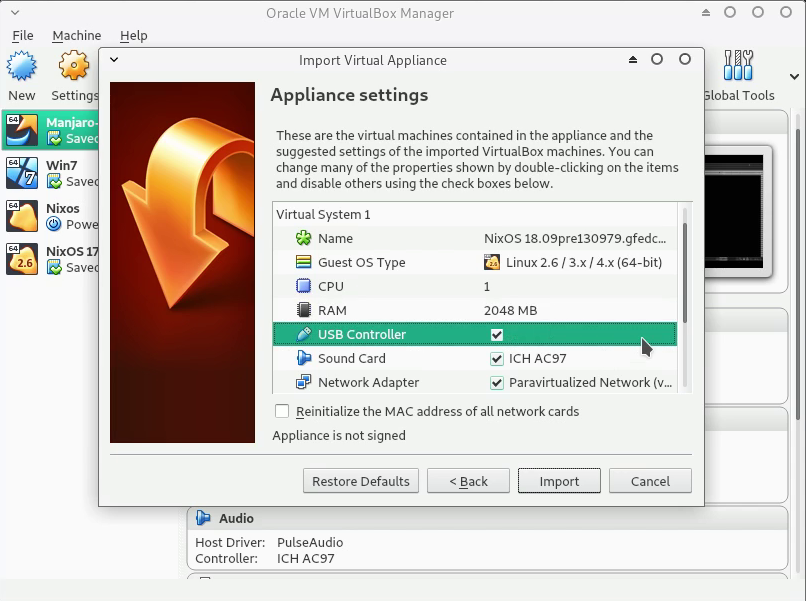 Oracle VM VirtualBox Manager
File Machine Help
New
Settings
Global Tools
64
Manjaro-
Saved
64
7
Win7
Saved
64
Nixos
Powe
64
2.6
NixOS 17
Saved
Import Virtual Appliance
Appliance settings
These are the virtual machines contained in the appliance and the
suggested settings of the imported VirtualBox machines. You can
change many of the properties shown by double-clicking on the items
and disable others using the check boxes below.
Virtual System 1
Name NixOS 18.09pre130979.gfedc...
Guest OS Type Linux 2.6 / 3.x / 4.x (64-bit)
CPU 1
RAM 2048 MB
USB Controller
Sound Card ICH AC97
Network Adapter Paravirtualized Network (v...
Reinitialize the MAC address of all network cards
Appliance is not signed
Restore Defaults
< Back
Import
Cancel
Audio
Host Driver: PulseAudio
Controller: ICH AC97